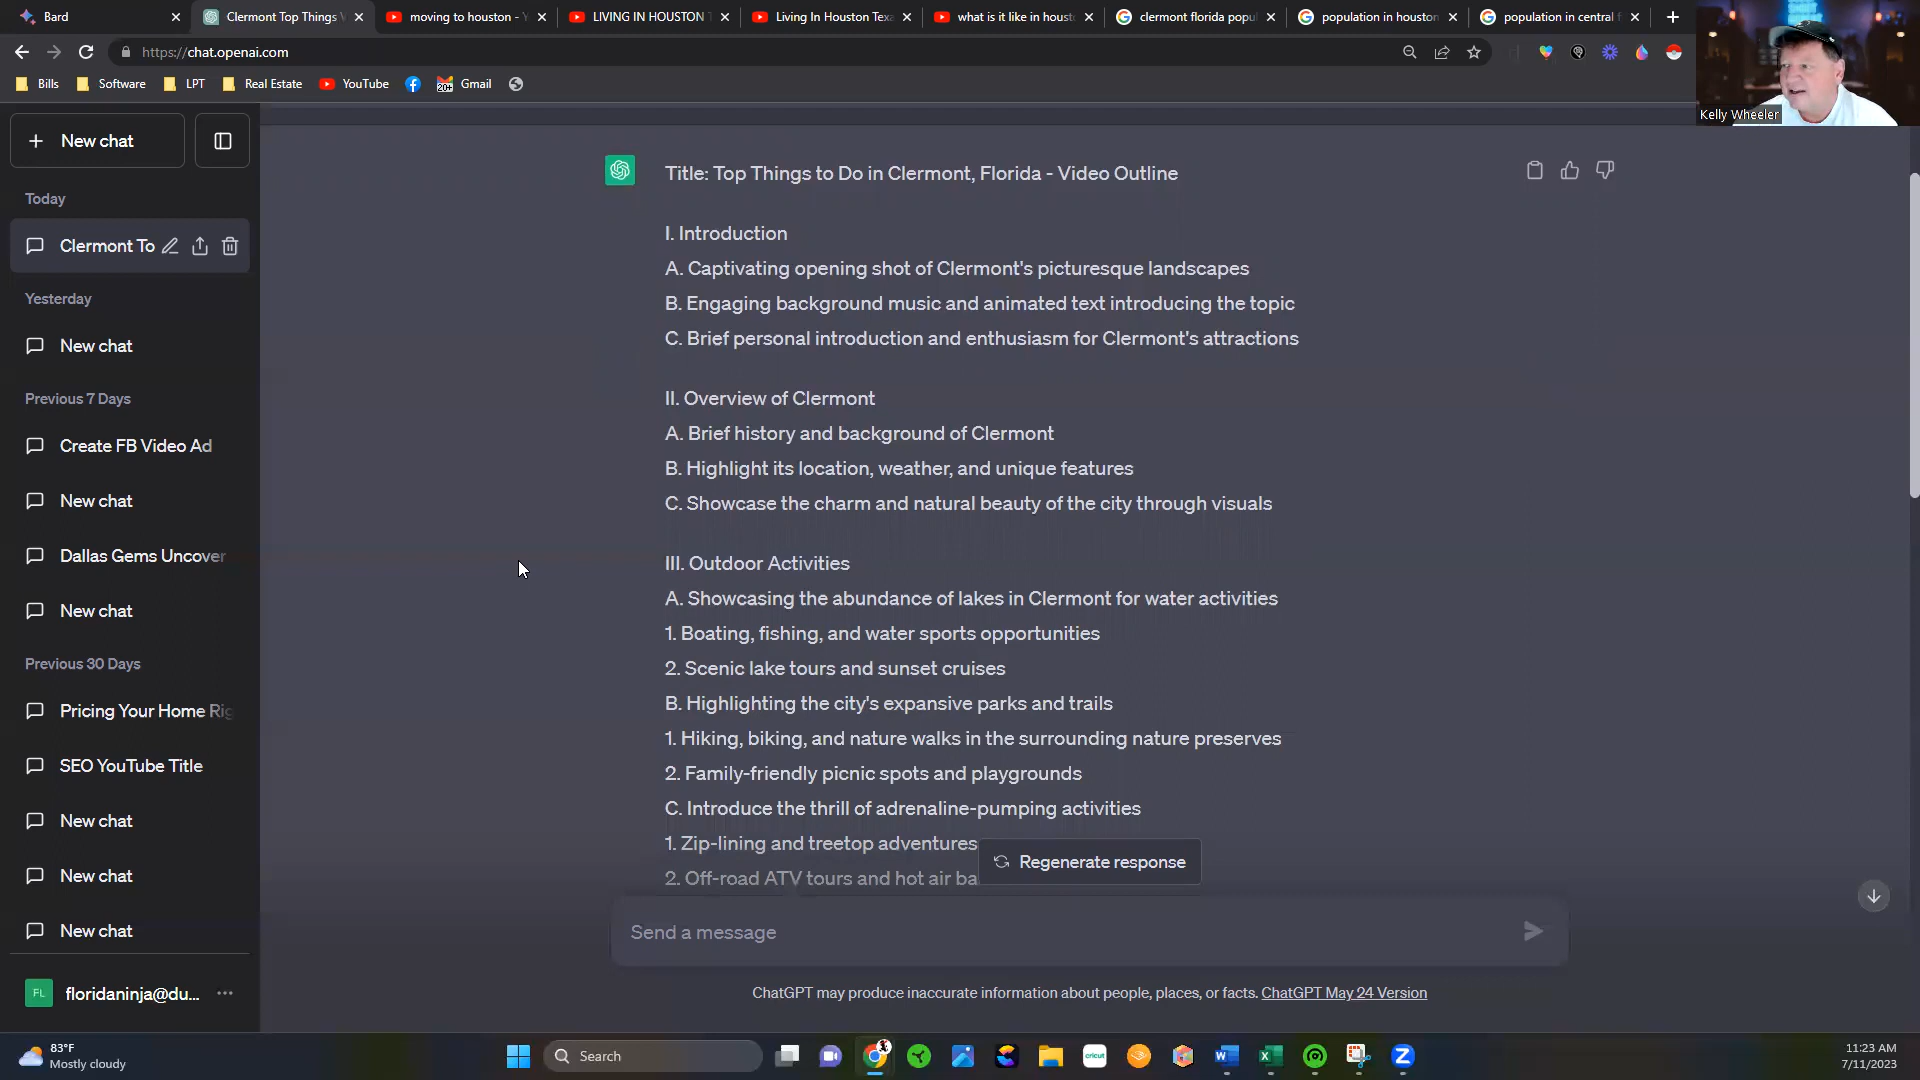 Bard
Clermont Top Things V
moving to houston - Y
LIVING IN HOUSTON T
Living In Houston Texa
what is it like in houst
clermont florida popul
population in houston
population in central f
https://chat.openai.com
Bills
Software
LPT
Real Estate
YouTube
20+
Gmail
Kelly Wheeler
New chat
Today
Clermont To
Yesterday
New chat
Previous 7 Days
Create FB Video Ad
New chat
Dallas Gems Uncover
New chat
Previous 30 Days
Pricing Your Home Rig
SEO YouTube Title
New chat
New chat
New chat
FL
floridaninja@du...
Title: Top Things to Do in Clermont, Florida - Video Outline
I. Introduction
A. Captivating opening shot of Clermont's picturesque landscapes
B. Engaging background music and animated text introducing the topic
C. Brief personal introduction and enthusiasm for Clermont's attractions
II. Overview of Clermont
A. Brief history and background of Clermont
B. Highlight its location, weather, and unique features
C. Showcase the charm and natural beauty of the city through visuals
III. Outdoor Activities
A. Showcasing the abundance of lakes in Clermont for water activities
1. Boating, fishing, and water sports opportunities
2. Scenic lake tours and sunset cruises
B. Highlighting the city's expansive parks and trails
1. Hiking, biking, and nature walks in the surrounding nature preserves
2. Family-friendly picnic spots and playgrounds
C. Introduce the thrill of adrenaline-pumping activities
1. Zip-lining and treetop adventures
2. Off-road ATV tours and hot air ba
Regenerate response
Send a message
ChatGPT may produce inaccurate information about people, places, or facts. ChatGPT May 24 Version
83°F
Mostly cloudy
Search
cricut
W
X
Z
11:23 AM
7/11/2023